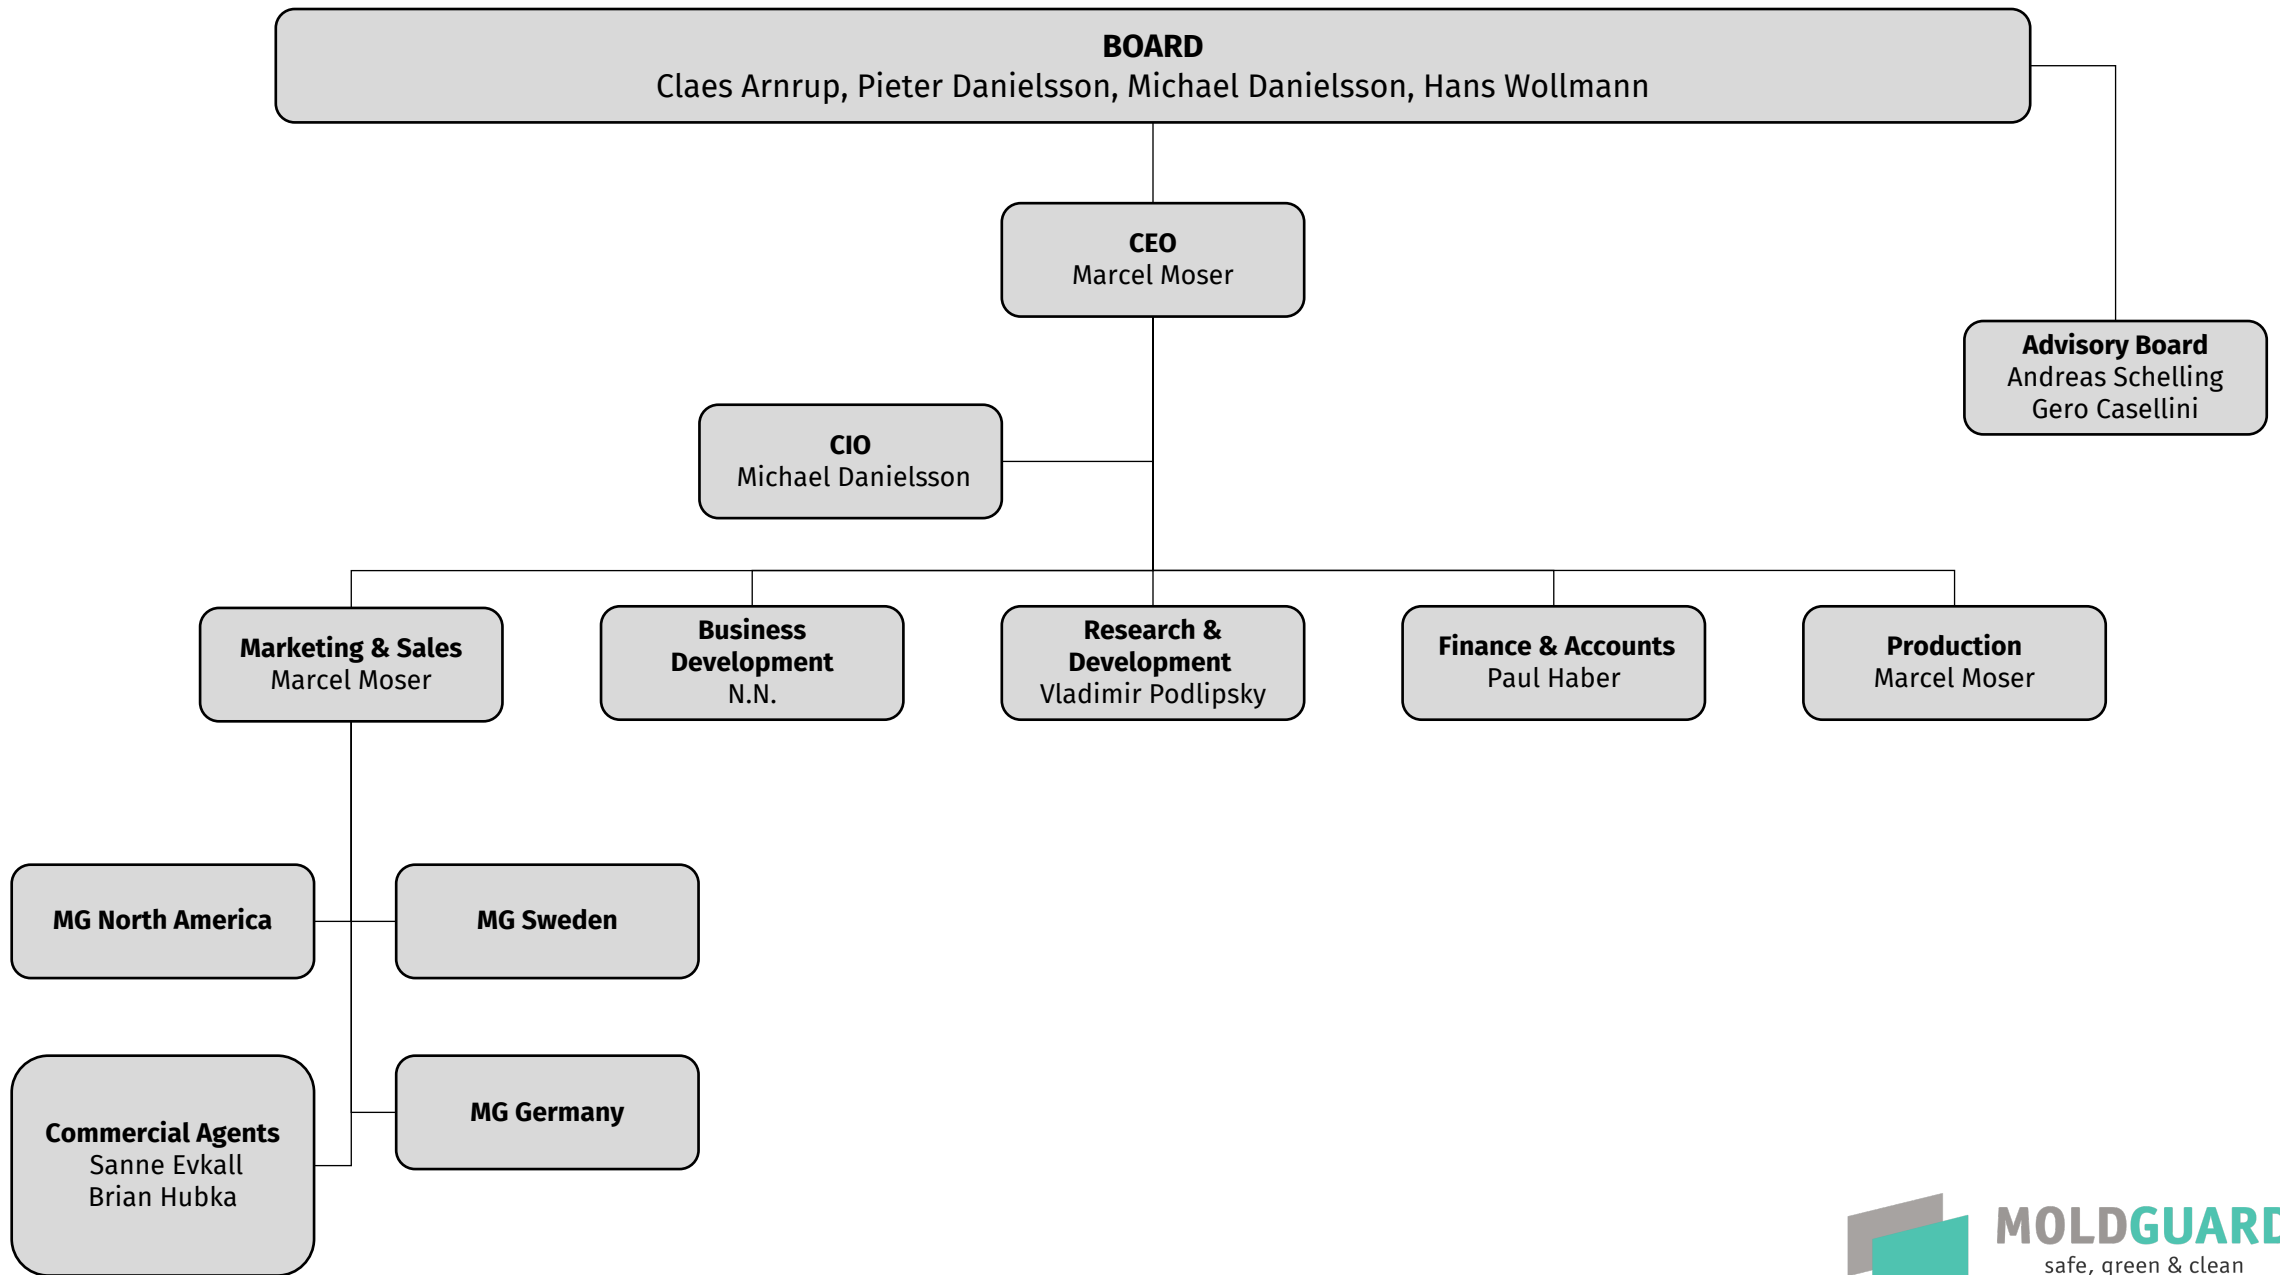 BOARD
Claes Arnrup, Pieter Danielsson, Michael Danielsson, Hans Wollmann
CEO
Marcel Moser
Advisory Board
Andreas Schelling
Gero Casellini
CIO
Michael Danielsson
Marketing & Sales
Marcel Moser
Business
Development
N.N.
Research &
Development
Vladimir Podlipsky
Finance & Accounts
Paul Haber
Production
Marcel Moser
MG North America
MG Sweden
Commercial Agents
Sanne Evkall
Brian Hubka
MG Germany
MOLDGUARD
safe, green & clean